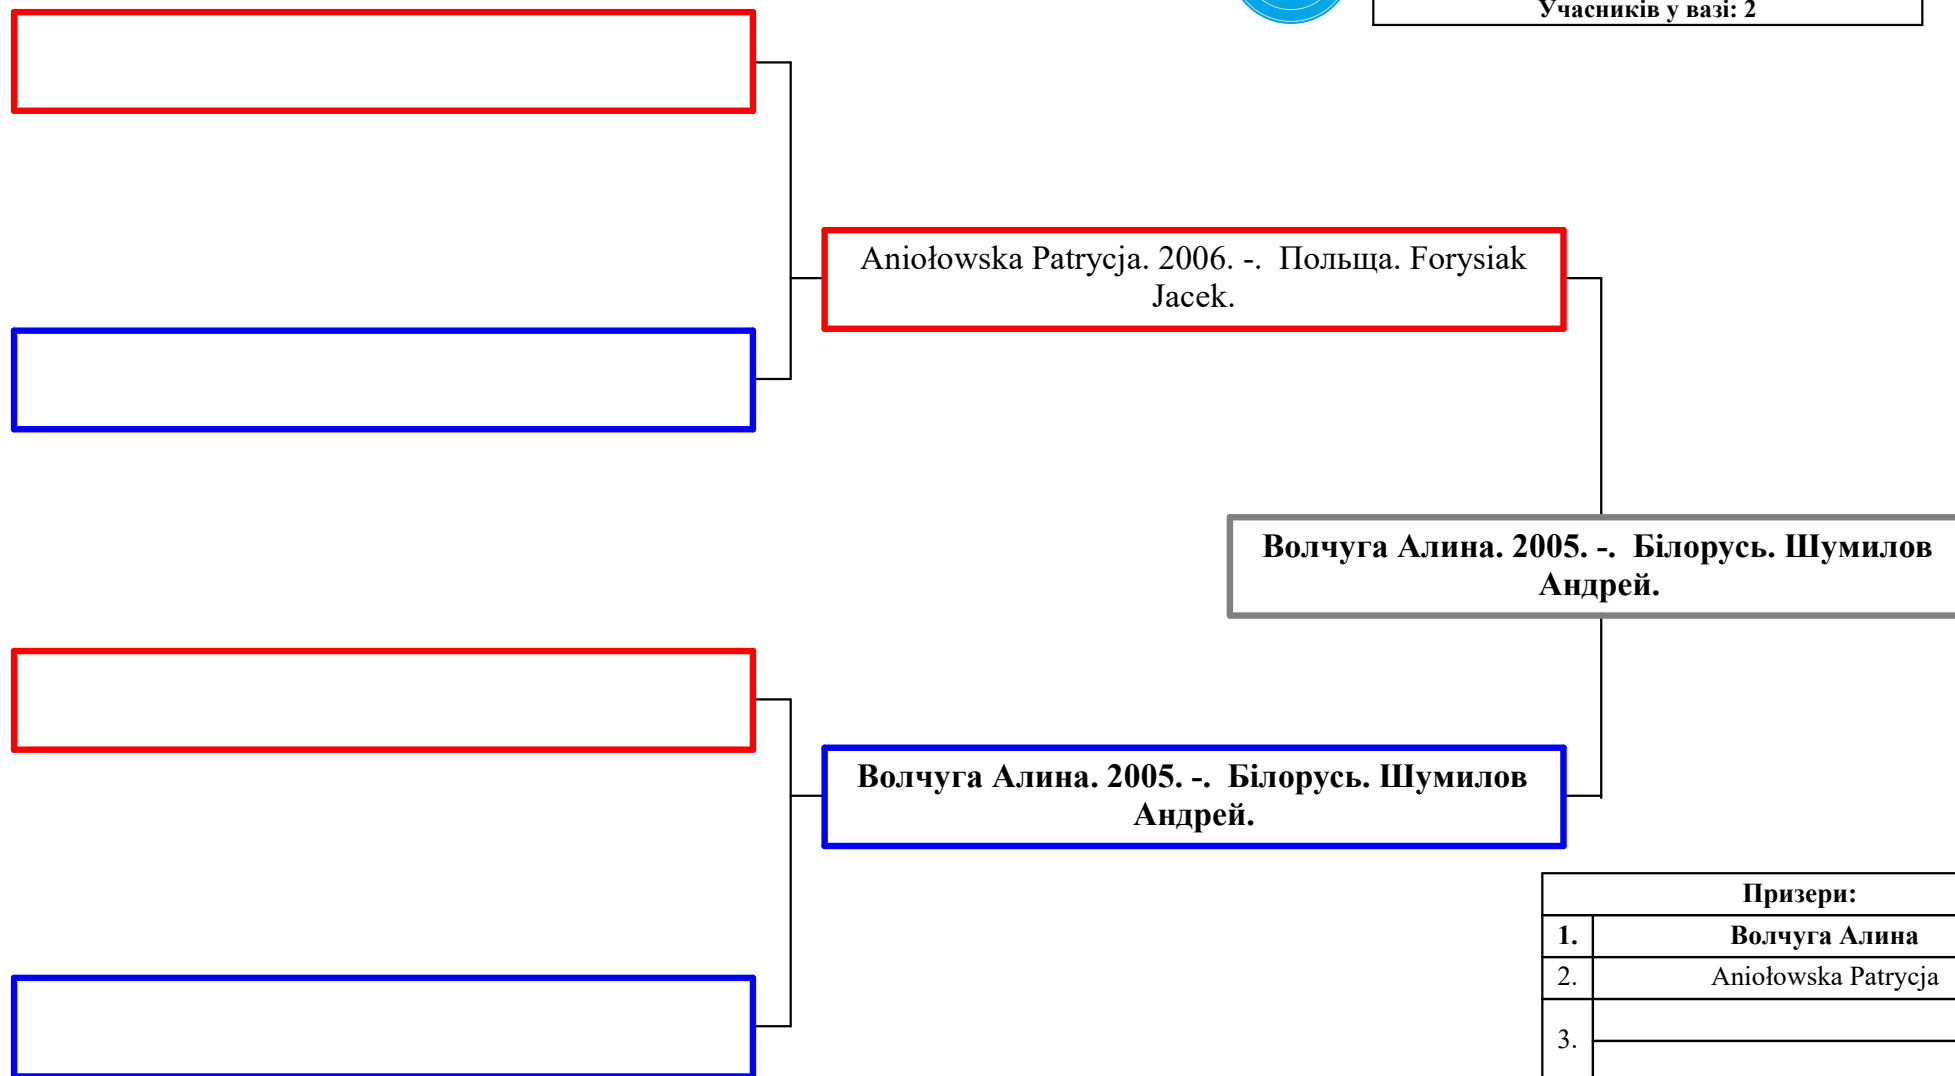 Учасників у вазі: 2
Aniołowska Patrycja. 2006. -. Польща. Forysiak
Jacek.
Волчуга Алина. 2005. -. Білорусь. Шумилов
Андрей.
Волчуга Алина. 2005. -. Білорусь. Шумилов
Андрей.
Призери:
1. Волчуга Алина
2. Aniołowska Patrycja
3.